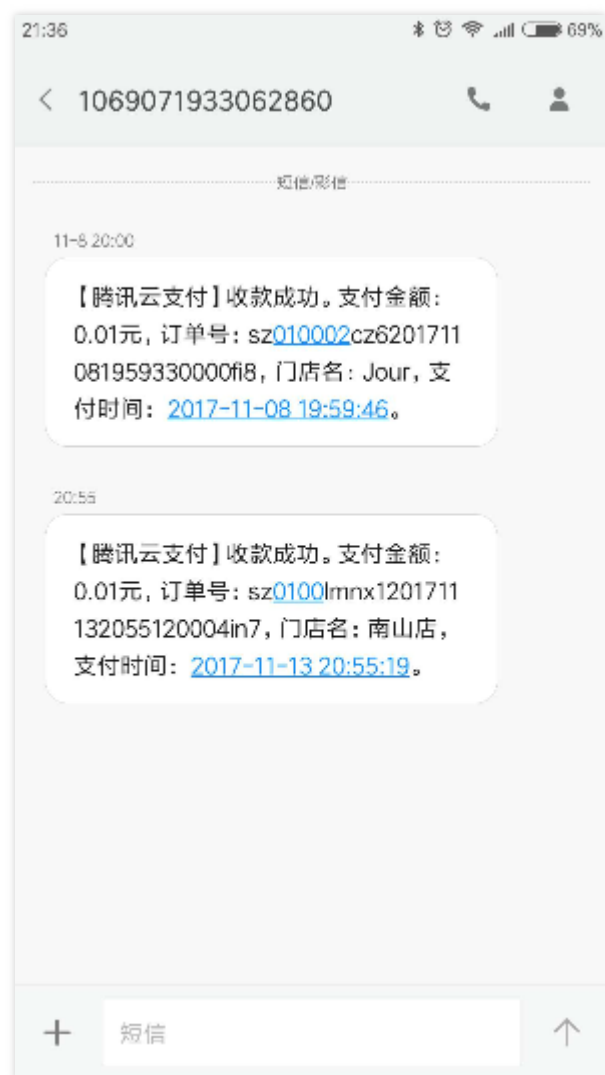 21:36 69%
1069071933062860
短信/彩信
11-8 20:00
【腾讯云支付】收款成功。支付金额:
0.01元, 订单号: sz010002cz6201711
081959330000fi8, 门店名: Jour, 支
付时间: 2017-11-08 19:59:46。
20:55
【腾讯云支付】收款成功。支付金额:
0.01元, 订单号: sz0100lmnx1201711
132055120004in7, 门店名: 南山店,
支付时间: 2017-11-13 20:55:19。
短信